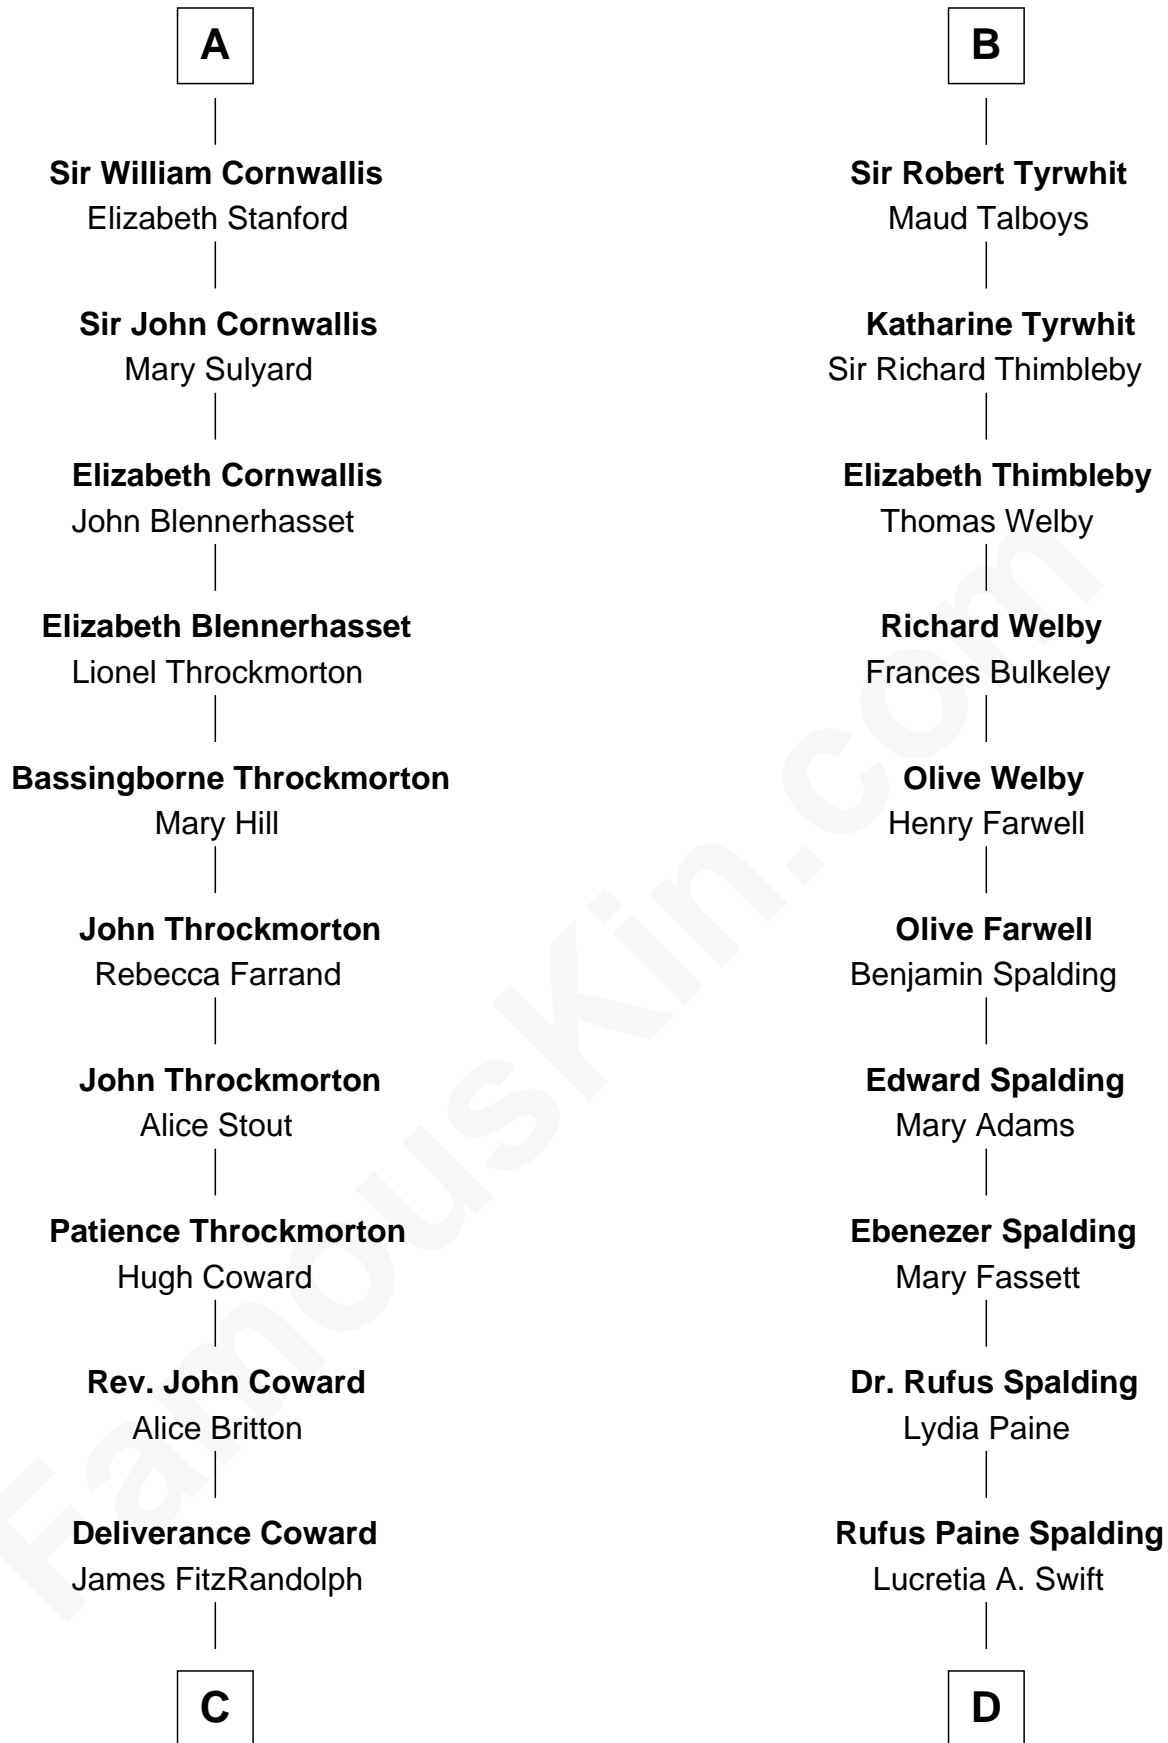 A
Sir William Cornwallis
Elizabeth Stanford
Sir John Cornwallis
Mary Sulyard
Elizabeth Cornwallis
John Blennerhasset
Elizabeth Blennerhasset
Lionel Throckmorton
Bassingborne Throckmorton
Mary Hill
John Throckmorton
Rebecca Farrand
John Throckmorton
Alice Stout
Patience Throckmorton
Hugh Coward
Rev. John Coward
Alice Britton
Deliverance Coward
James FitzRandolph
C
B
Sir Robert Tyrwhit
Maud Talboys
Katharine Tyrwhit
Sir Richard Thimbleby
Elizabeth Thimbleby
Thomas Welby
Richard Welby
Frances Bulkeley
Olive Welby
Henry Farwell
Olive Farwell
Benjamin Spalding
Edward Spalding
Mary Adams
Ebenezer Spalding
Mary Fassett
Dr. Rufus Spalding
Lydia Paine
Rufus Paine Spalding
Lucretia A. Swift
D
FamousKin.com